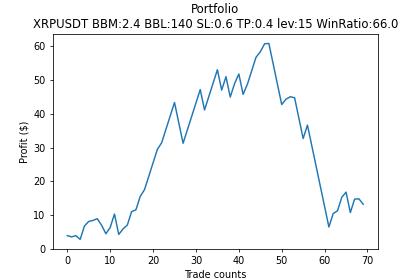 Portfolio
XRPUSDT BBM:2.4 BBL:140 SL:0.6 TP:0.4 lev:15 WinRatio:66.0
60
50
40
30
20
10
0
Profit ($)
0 10 20 30 40 50 60 70
Trade counts